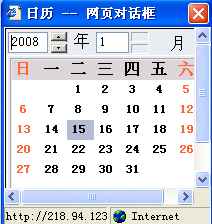 日历 -- 网页对话框
2008 年 1 月
日 一 二 三 四 五 六
1 2 3 4 5
6 7 8 9 10 11 12
13 14 15 16 17 18 19
20 21 22 23 24 25 26
27 28 29 30 31
http://218.94.123 Internet